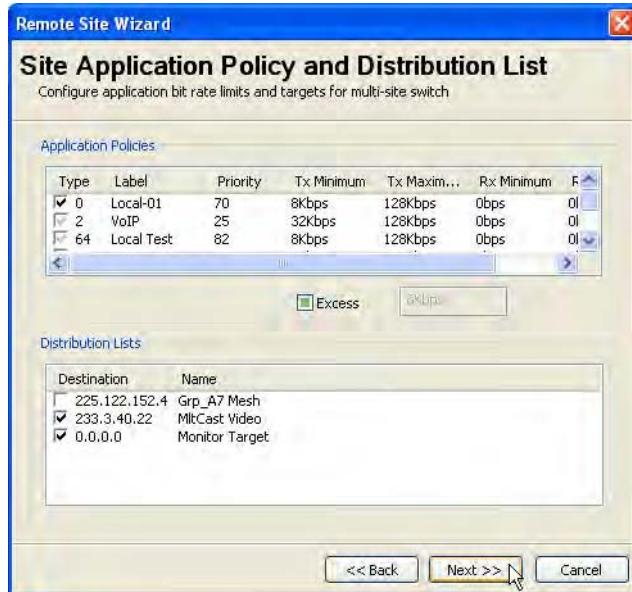 Remote Site Wizard
Site Application Policy and Distribution List
Configure application bit rate limits and targets for multi-site switch
Application Policies
Type Label Priority Tx Minimum Tx Maxim... Rx Minimum
0 Local-01 70 8Kbps 128Kbps 0bps
2 VoIP 25 32Kbps 128Kbps 0bps
64 Local Test 82 8Kbps 128Kbps 0bps
Excess
Distribution Lists
Destination Name
225.122.152.4 Grp_A7 Mesh
233.3.40.22 MltCast Video
0.0.0.0 Monitor Target
<< Back Next >> Cancel